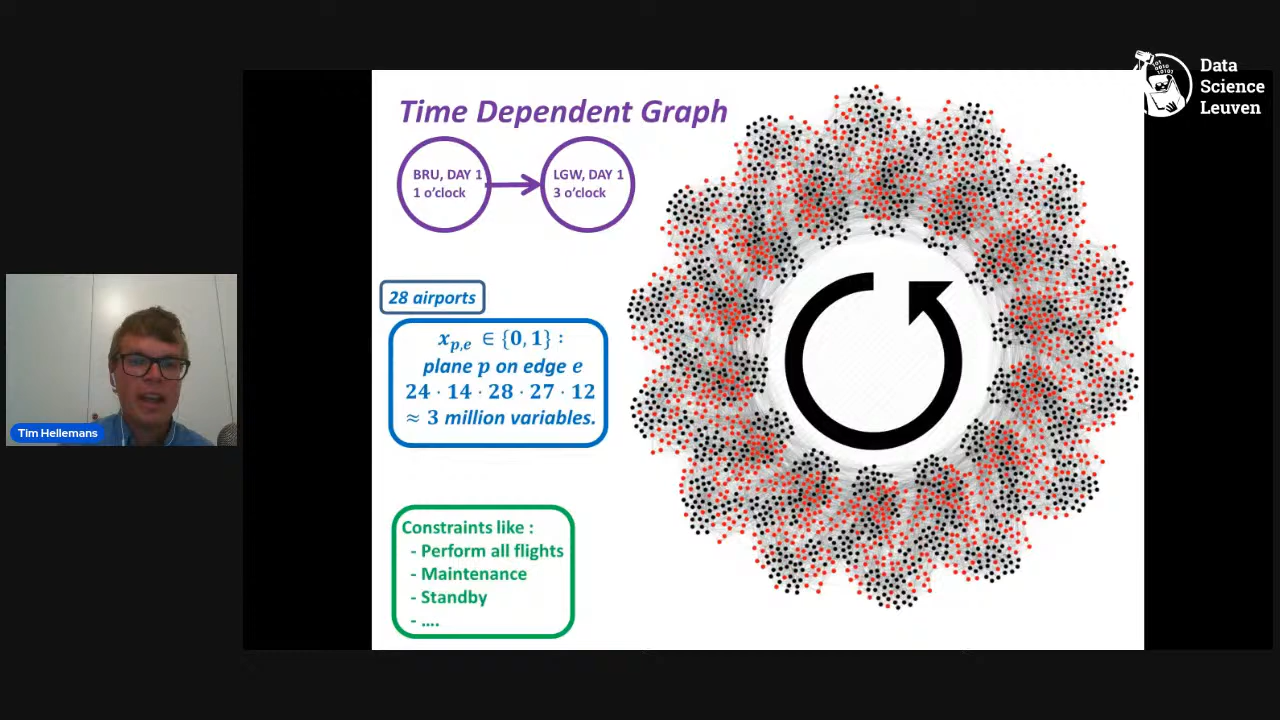 Data
Science
Leuven
Time Dependent Graph
BRU, DAY 1
1 o'clock
LGW, DAY 1
3 o'clock
28 airports
x_{p,e} ∈ {0, 1} :
plane p on edge e
24 · 14 · 28 · 27 · 12
≈ 3 million variables.
Constraints like :
- Perform all flights
- Maintenance
- Standby
- ....
Tim Hellemans